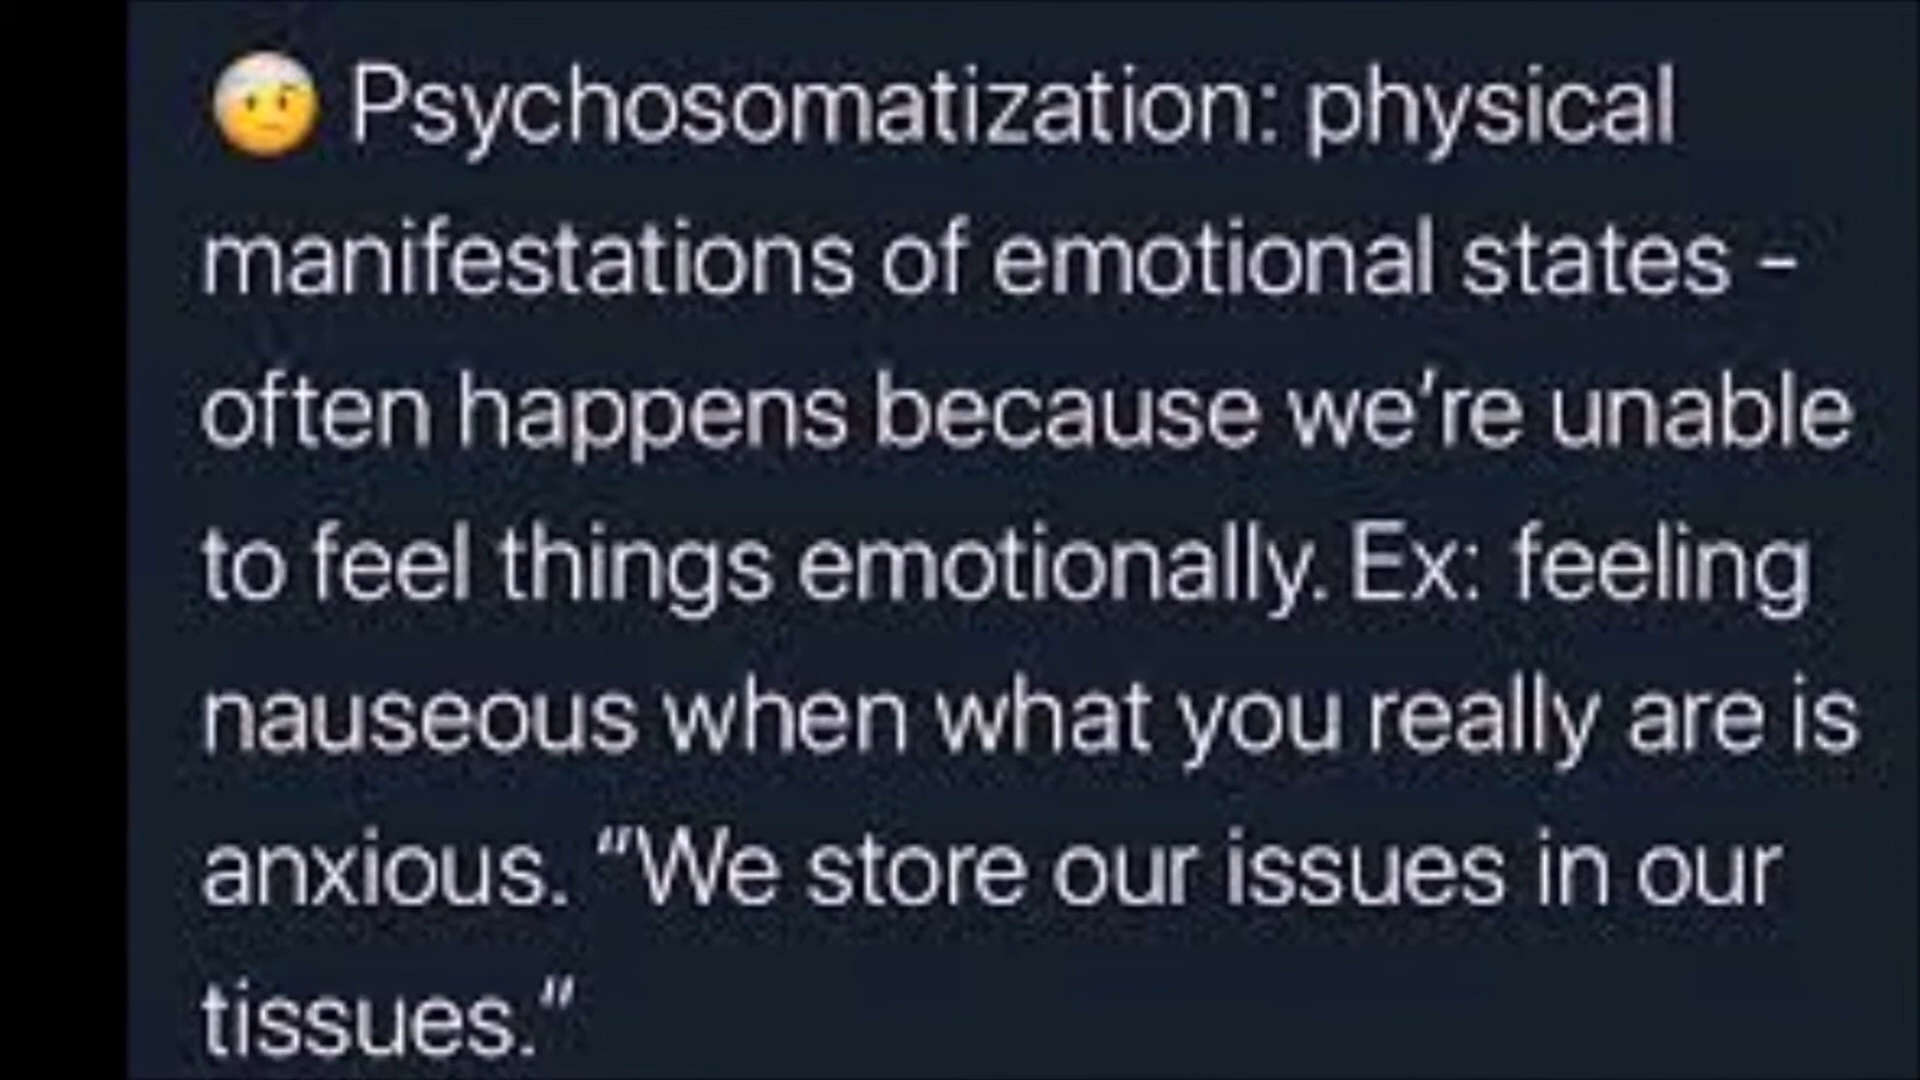 🤕 Psychosomatization: physical
manifestations of emotional states –
often happens because we’re unable
to feel things emotionally. Ex: feeling
nauseous when what you really are is
anxious. “We store our issues in our
tissues.”